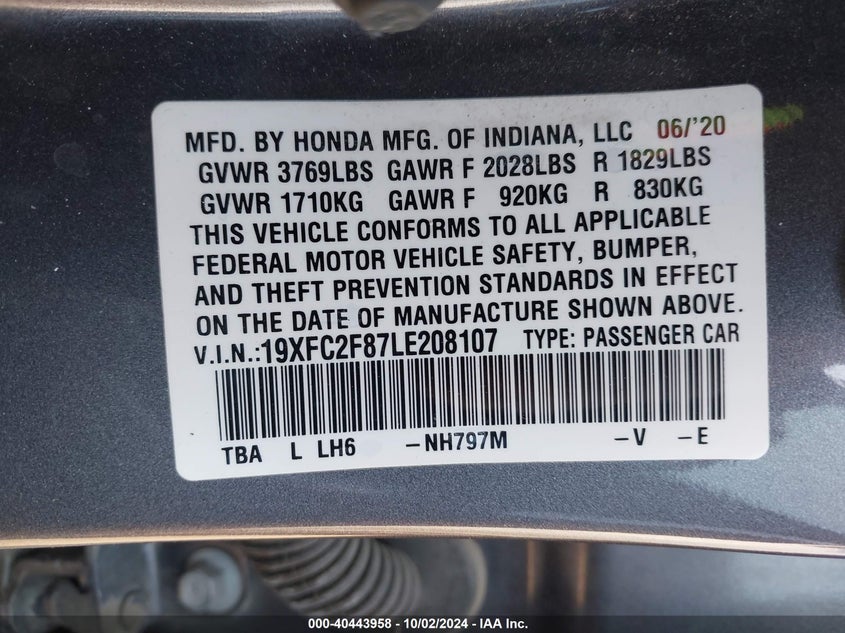 MFD. BY HONDA MFG. OF INDIANA, LLC 06/'20
GVWR 3769LBS GAWR F 2028LBS R 1829LBS
GVWR 1710KG GAWR F 920KG R 830KG
THIS VEHICLE CONFORMS TO ALL APPLICABLE
FEDERAL MOTOR VEHICLE SAFETY, BUMPER,
AND THEFT PREVENTION STANDARDS IN EFFECT
ON THE DATE OF MANUFACTURE SHOWN ABOVE.
V.I.N.:19XFC2F87LE208107 TYPE: PASSENGER CAR
TBA L LH6 –NH797M –V –E
000-40443958 - 10/02/2024 - IAA Inc.